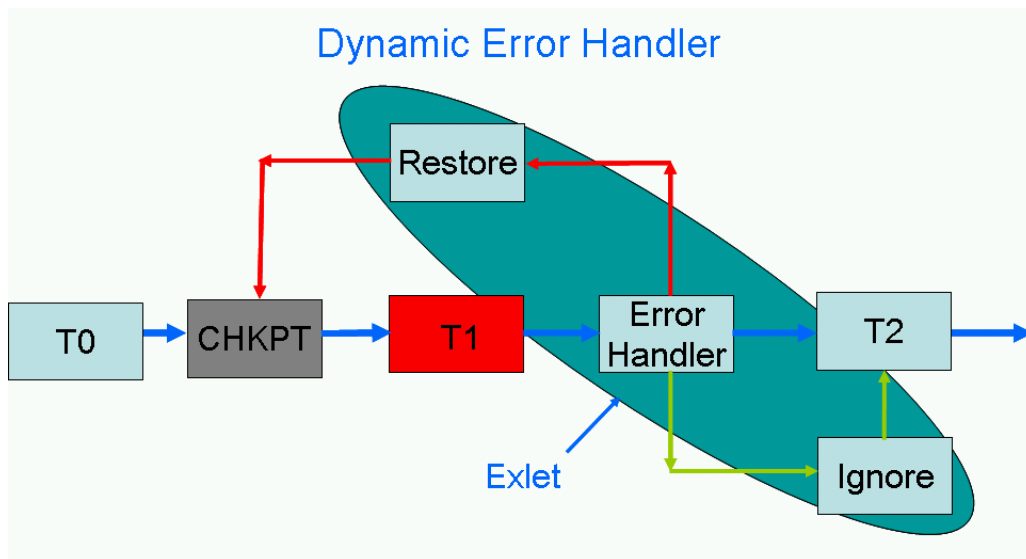 Dynamic Error Handler
Restore
T0
CHKPT
T1
Error
Handler
T2
Exlet
Ignore